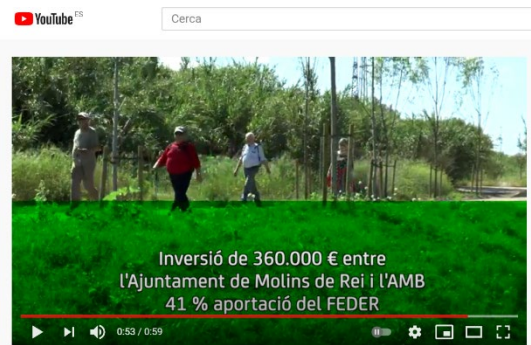 YouTube ES
Cerca
Inversió de 360.000 € entre
l'Ajuntament de Molins de Rei i l'AMB
41 % aportació del FEDER
0:53 / 0:59